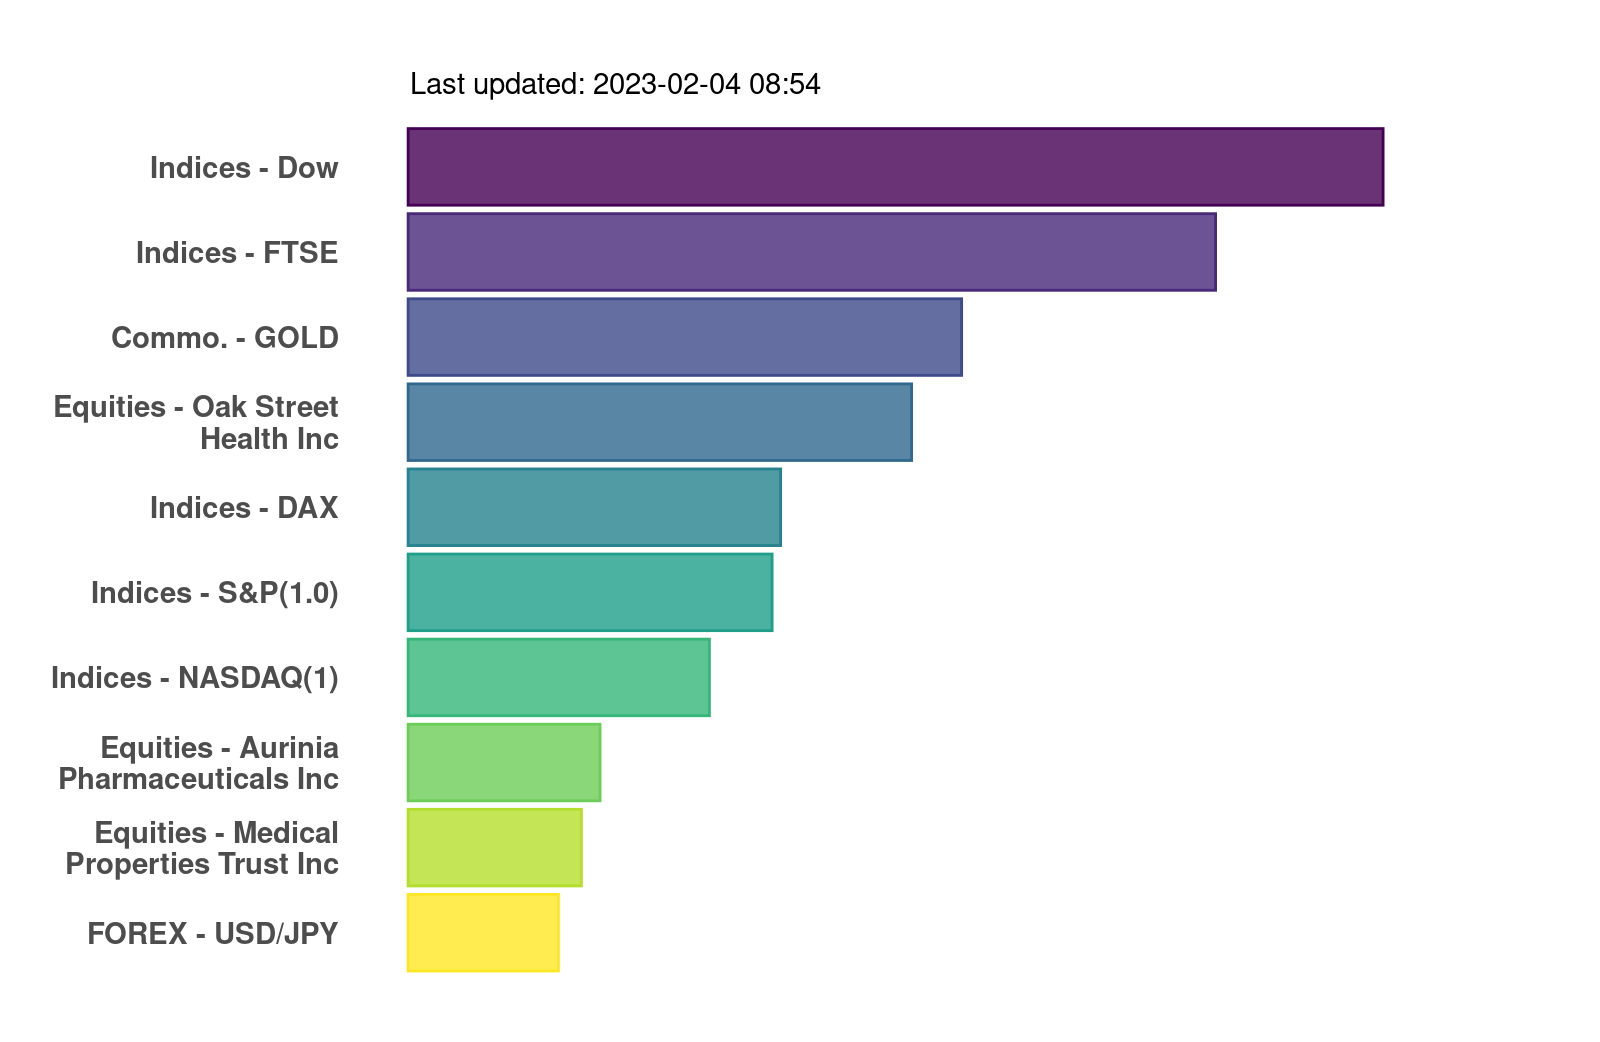 Last updated: 2023-02-04 08:54
Indices - Dow
Indices - FTSE
Commo. - GOLD
Equities - Oak Street
Health Inc
Indices - DAX
Indices - S&P(1.0)
Indices - NASDAQ(1)
Equities - Aurinia
Pharmaceuticals Inc
Equities - Medical
Properties Trust Inc
FOREX - USD/JPY